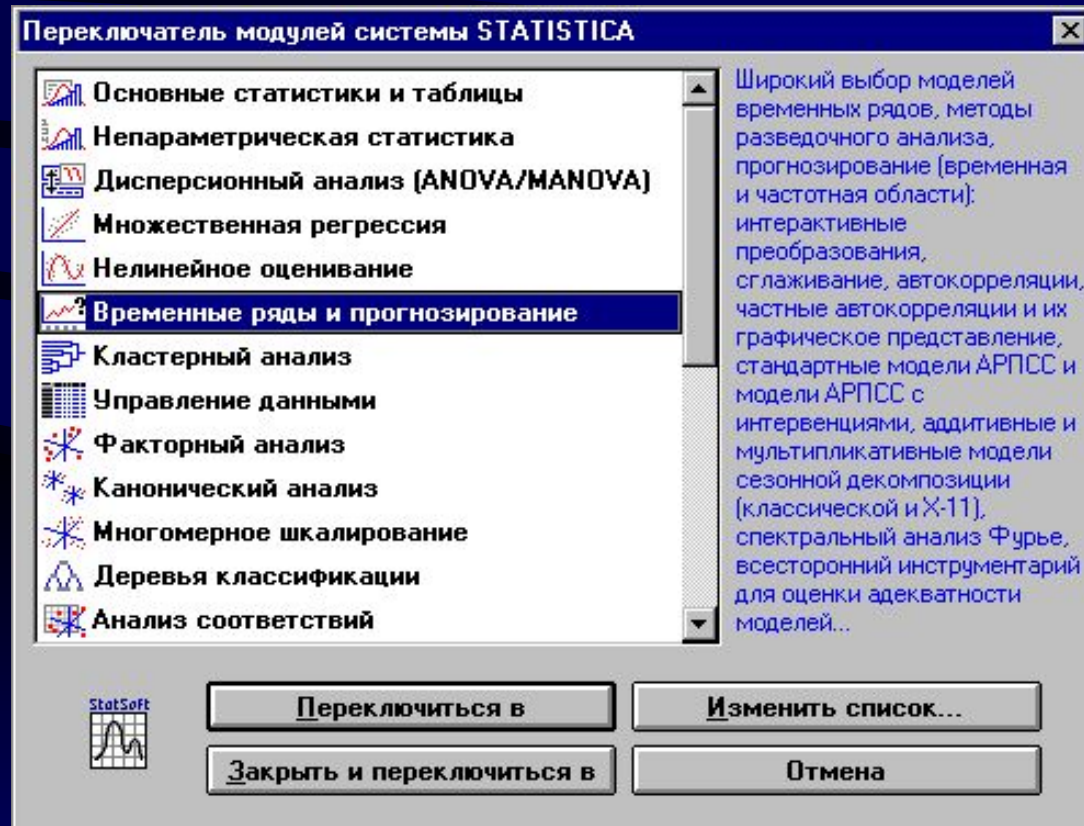 Переключатель модулей системы STATISTICA
Основные статистики и таблицы
Непараметрическая статистика
Дисперсионный анализ (ANOVA/MANOVA)
Множественная регрессия
Нелинейное оценивание
Временные ряды и прогнозирование
Кластерный анализ
Управление данными
Факторный анализ
Канонический анализ
Многомерное шкалирование
Деревья классификации
Анализ соответствий
Широкий выбор моделей
временных рядов, методы
разведочного анализа,
прогнозирование (временная
и частотная области):
интерактивные
преобразования,
сглаживание, автокорреляции,
частные автокорреляции и их
графическое представление,
стандартные модели АРПСС и
модели АРПСС с
интервенциями, аддитивные и
мультипликативные модели
сезонной декомпозиции
(классической и X-11),
спектральный анализ Фурье,
всесторонний инструментарий
для оценки адекватности
моделей...
StatSoft
Переключиться в
Изменить список...
Закрыть и переключиться в
Отмена